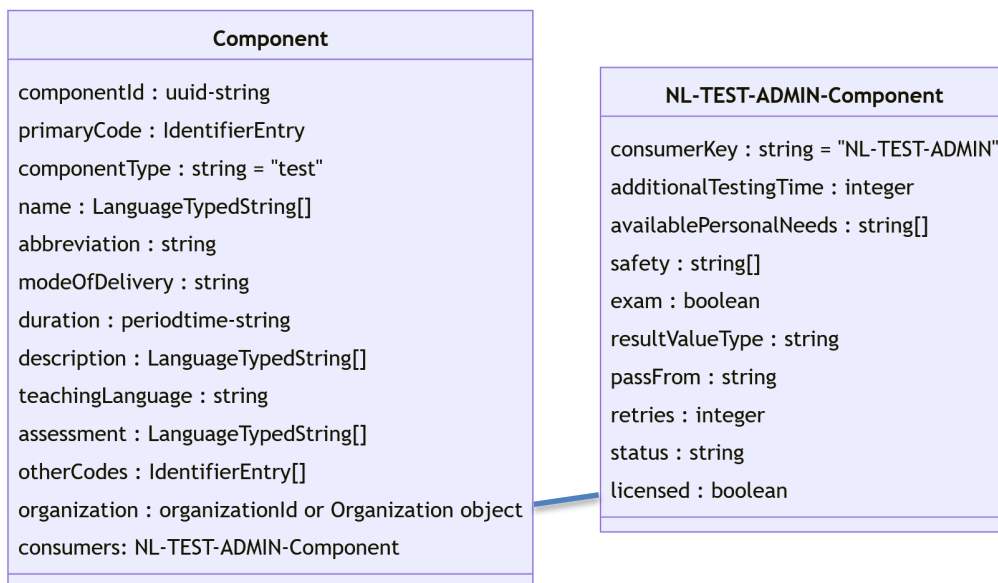 Component
componentId : uuid-string
primaryCode : IdentifierEntry
componentType : string = "test"
name : LanguageTypedString[]
abbreviation : string
modeOfDelivery : string
duration : periodtime-string
description : LanguageTypedString[]
teachingLanguage : string
assessment : LanguageTypedString[]
otherCodes : IdentifierEntry[]
organization : organizationId or Organization object
consumers: NL-TEST-ADMIN-Component
NL-TEST-ADMIN-Component
consumerKey : string = "NL-TEST-ADMIN"
additionalTestingTime : integer
availablePersonalNeeds : string[]
safety : string[]
exam : boolean
resultValueType : string
passFrom : string
retries : integer
status : string
licensed : boolean